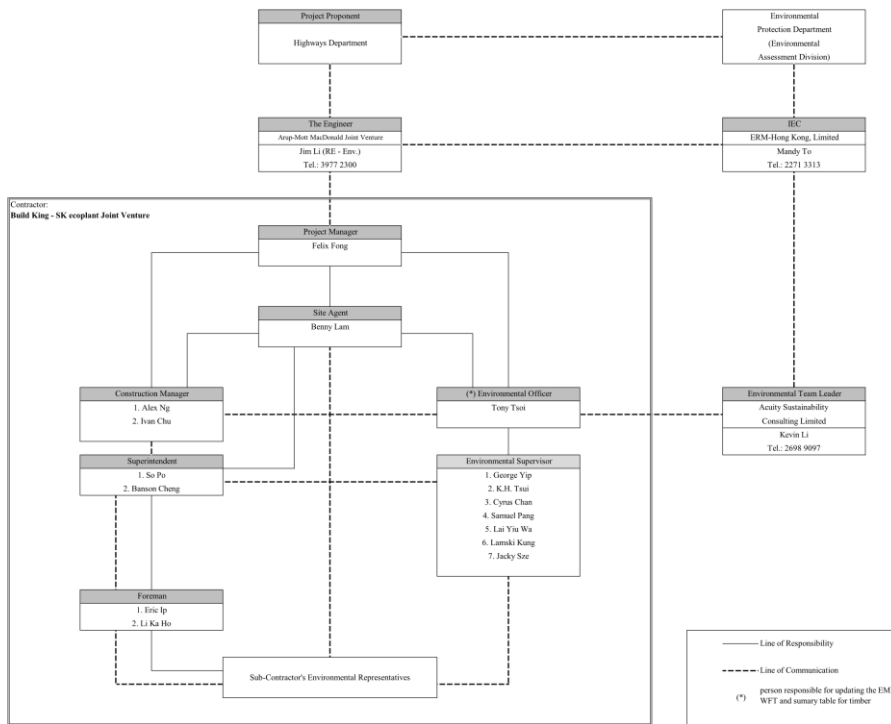 Project Proponent
Highways Department
Environmental
Protection Department
(Environmental
Assessment Division)
The Engineer
Arup-Mott MacDonald Joint Venture
Jim Li (RE - Env.)
Tel.: 3977 2300
IEC
ERM-Hong Kong, Limited
Mandy To
Tel.: 2271 3313
Contractor:
Build King - SK ecoplant Joint Venture
Project Manager
Felix Fong
Site Agent
Benny Lam
Construction Manager
1. Alex Ng
2. Ivan Chu
(*) Environmental Officer
Tony Tsoi
Environmental Team Leader
Acuity Sustainability
Consulting Limited
Kevin Li
Tel.: 2698 9097
Superintendent
1. So Po
2. Banson Cheng
Environmental Supervisor
1. George Yip
2. K.H. Tsui
3. Cyrus Chan
4. Samuel Pang
5. Lai Yiu Wa
6. Lamski Kung
7. Jacky Sze
Foreman
1. Eric Ip
2. Li Ka Ho
Sub-Contractor's Environmental Representatives
Line of Responsibility
Line of Communication
(*) person responsible for updating the EM
WFT and sumary table for timber